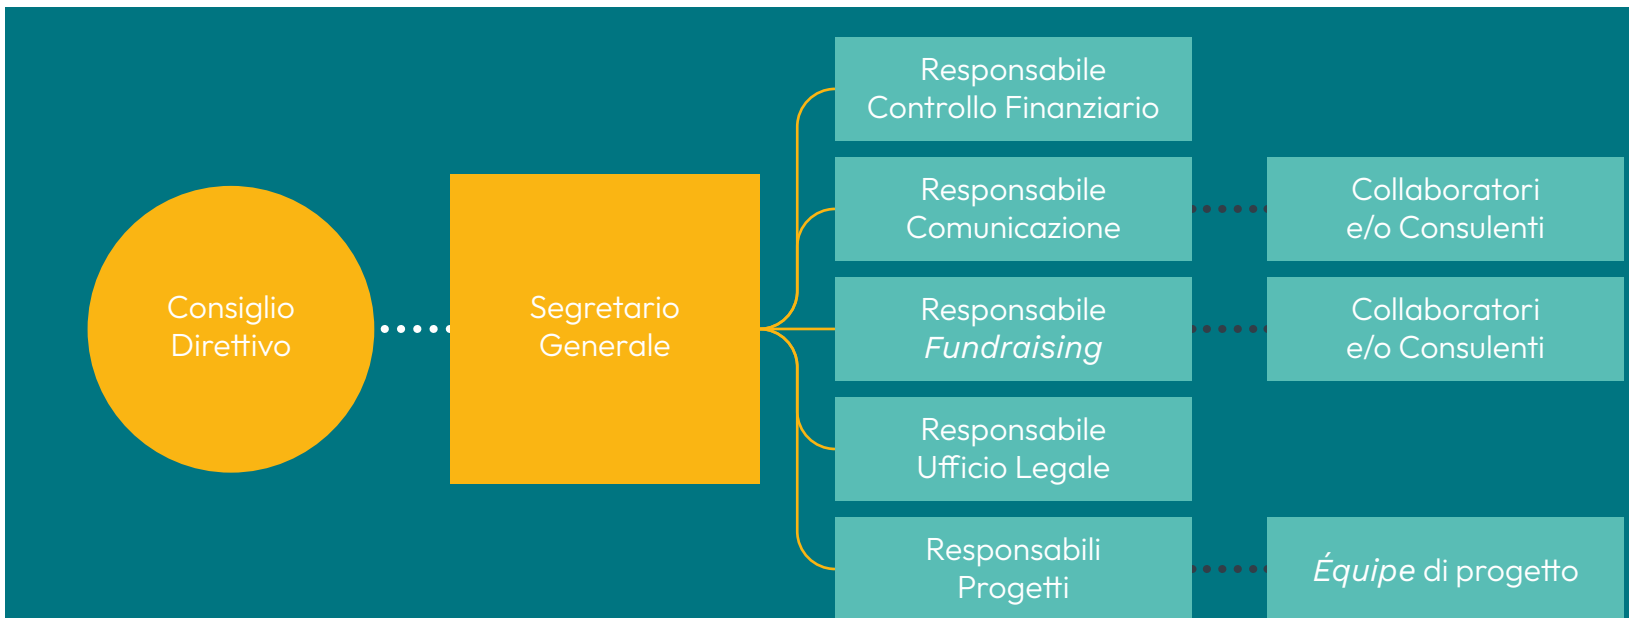 Consiglio
Direttivo
Segretario
Generale
Responsabile
Controllo Finanziario
Responsabile
Comunicazione
Collaboratori
e/o Consulenti
Responsabile
Fundraising
Collaboratori
e/o Consulenti
Responsabile
Ufficio Legale
Responsabili
Progetti
Équipe di progetto